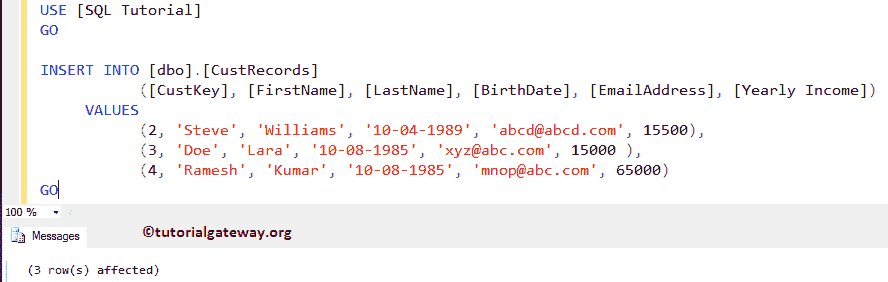 USE [SQL Tutorial]
GO
INSERT INTO [dbo].[CustRecords]
([CustKey], [FirstName], [LastName], [BirthDate], [EmailAddress], [Yearly Income])
VALUES
(2, 'Steve', 'Williams', '10-04-1989', 'abcd@abcd.com', 15500),
(3, 'Doe', 'Lara', '10-08-1985', 'xyz@abc.com', 15000 ),
(4, 'Ramesh', 'Kumar', '10-08-1985', 'mnop@abc.com', 65000)
GO
100 %
Messages
©tutorialgateway.org
(3 row(s) affected)